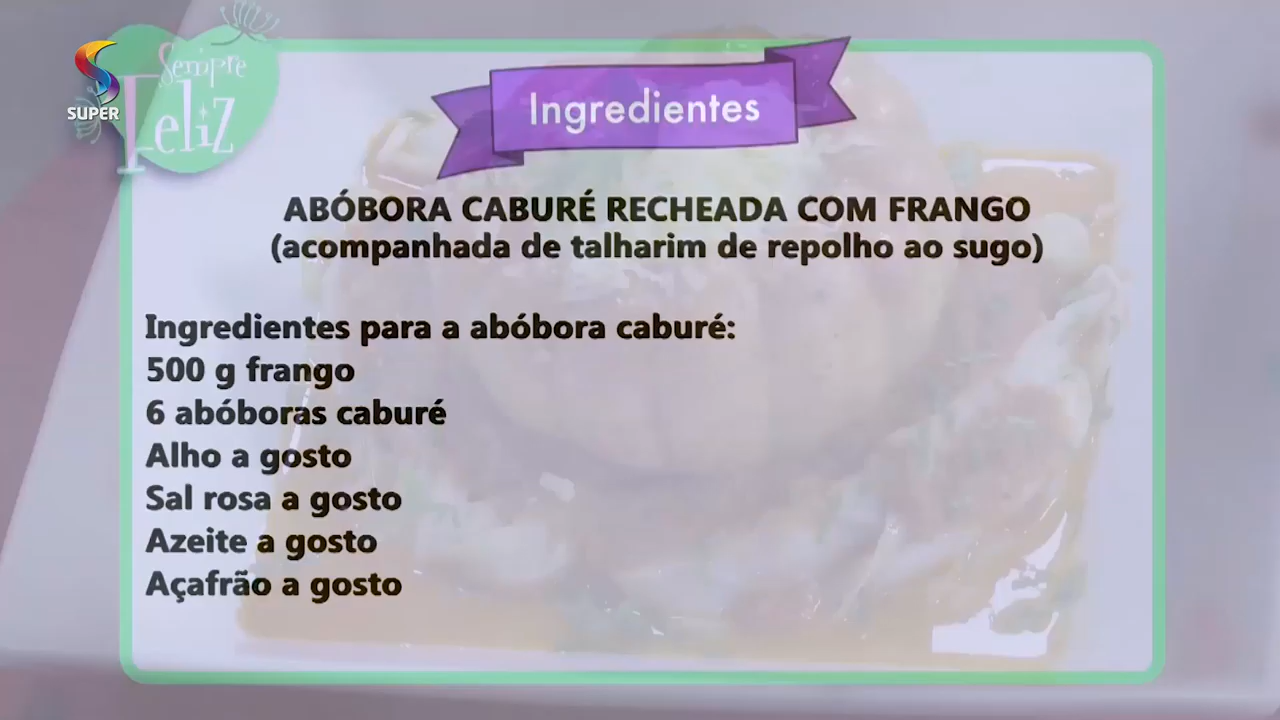 Sempre
Feliz
SUPER
Ingredientes
ABÓBORA CABURÉ RECHEADA COM FRANGO
(acompanhada de talharim de repolho ao sugo)
Ingredientes para a abóbora caburé:
500 g frango
6 abóboras caburé
Alho a gosto
Sal rosa a gosto
Azeite a gosto
Açafrão a gosto